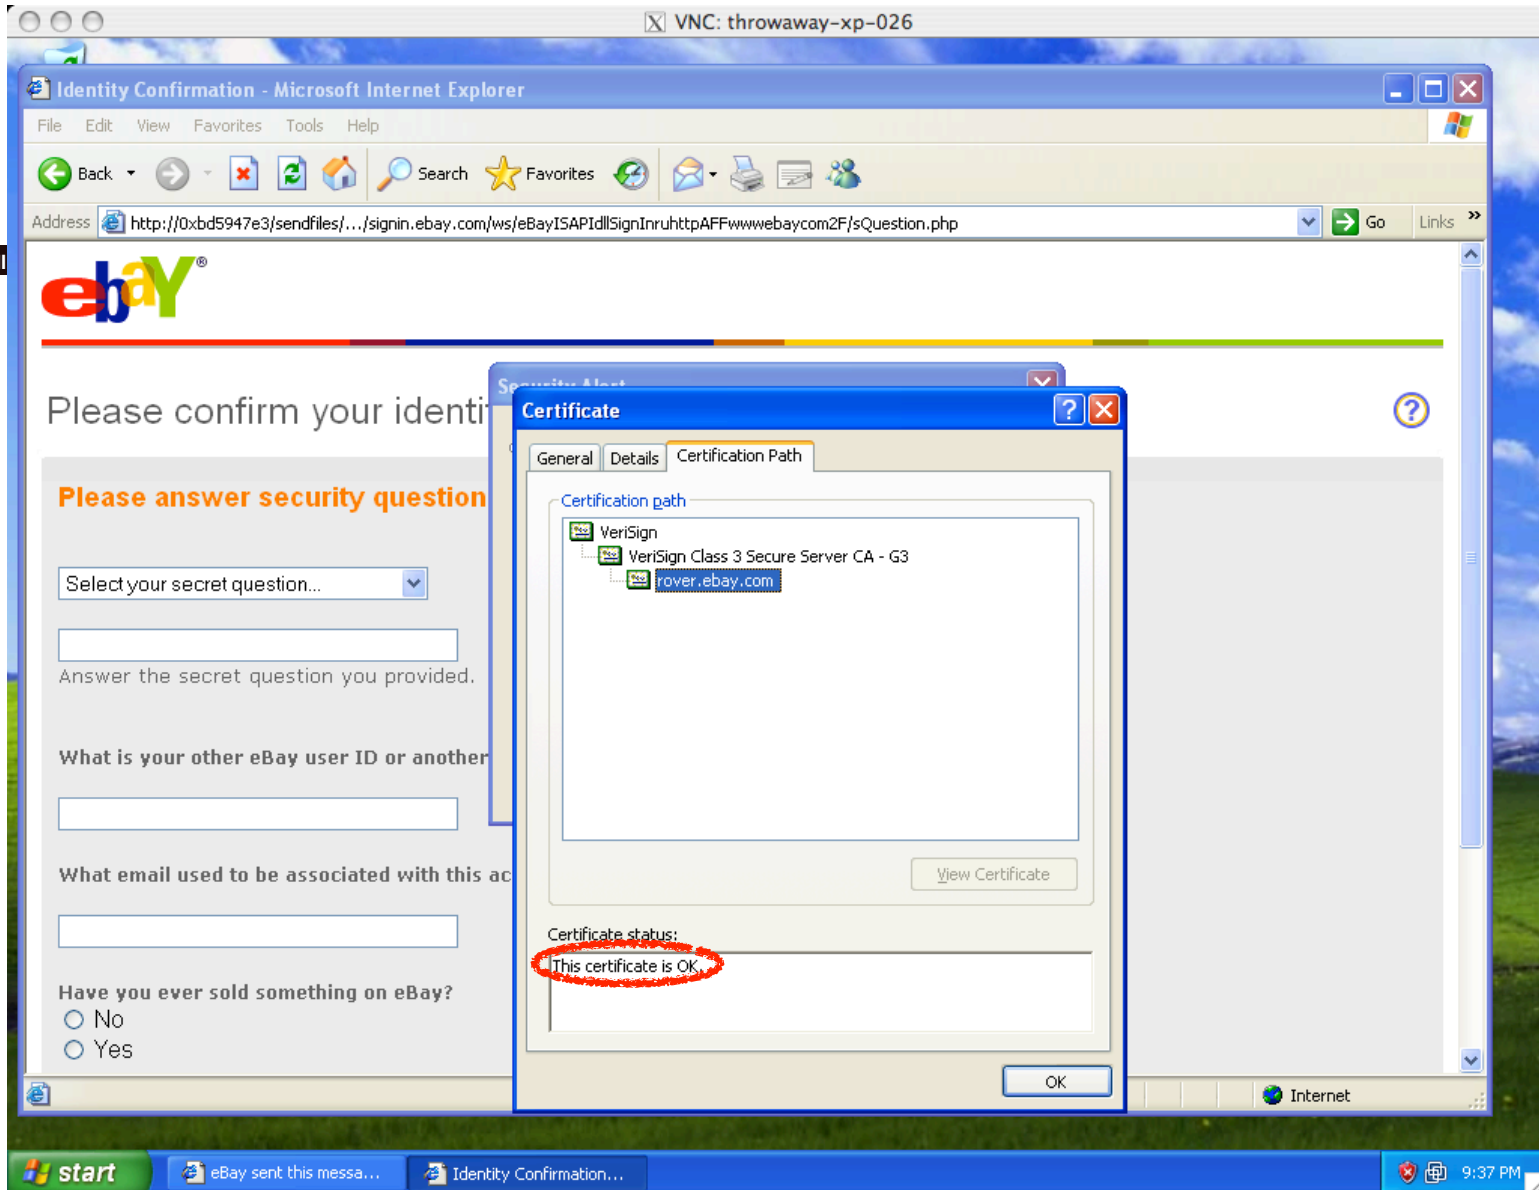 VNC: throwaway-xp-026
Identity Confirmation - Microsoft Internet Explorer
File Edit View Favorites Tools Help
Back Search Favorites
Address http://0xbd5947e3/sendfiles/.../signin.ebay.com/ws/eBayISAPIdllSignInruhttpAFFwwwebaycom2F/sQuestion.php Go Links »
ebaY®
Security Alert
Please confirm your identi
Certificate
General Details Certification Path
Please answer security question
Certification path
VeriSign
VeriSign Class 3 Secure Server CA - G3
rover.ebay.com
Select your secret question...
Answer the secret question you provided.
What is your other eBay user ID or another
What email used to be associated with this ac
View Certificate
Certificate status:
This certificate is OK.
Have you ever sold something on eBay?
No
Yes
OK
Internet
start eBay sent this messa... Identity Confirmation... 9:37 PM